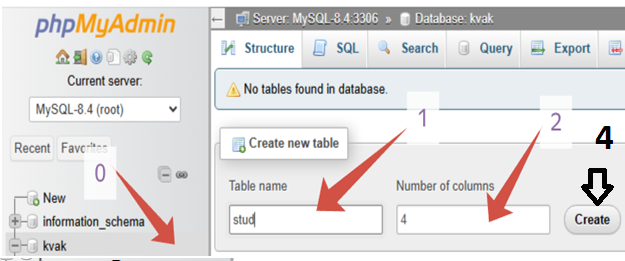 phpMyAdmin
Current server:
MySQL-8.4 (root)
Recent Favorites
0
New
information_schema
kvak
Server: MySQL-8.4:3306 » Database: kvak
Structure SQL Search Query Export
No tables found in database.
1 2
Create new table
4
Table name Number of columns
stud 4 Create